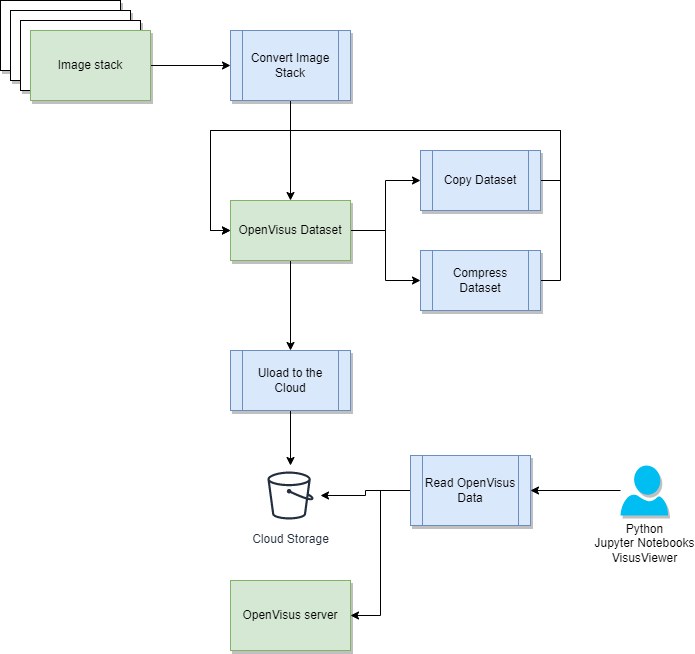 Image stack
Convert Image
Stack
Copy Dataset
OpenVisus Dataset
Compress
Dataset
Uload to the
Cloud
Read OpenVisus
Data
Cloud Storage
Python
Jupyter Notebooks
VisusViewer
OpenVisus server